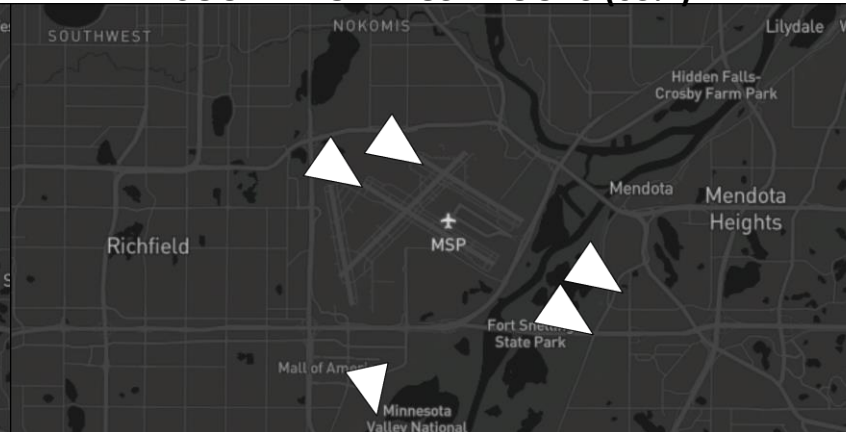 SOUTHWEST
NOKOMIS
Lilydale
Hidden Falls-
Crosby Farm Park
Mendota
Mendota
Heights
Richfield
MSP
Fort Snelling
State Park
Mall of America
Minnesota
Valley National